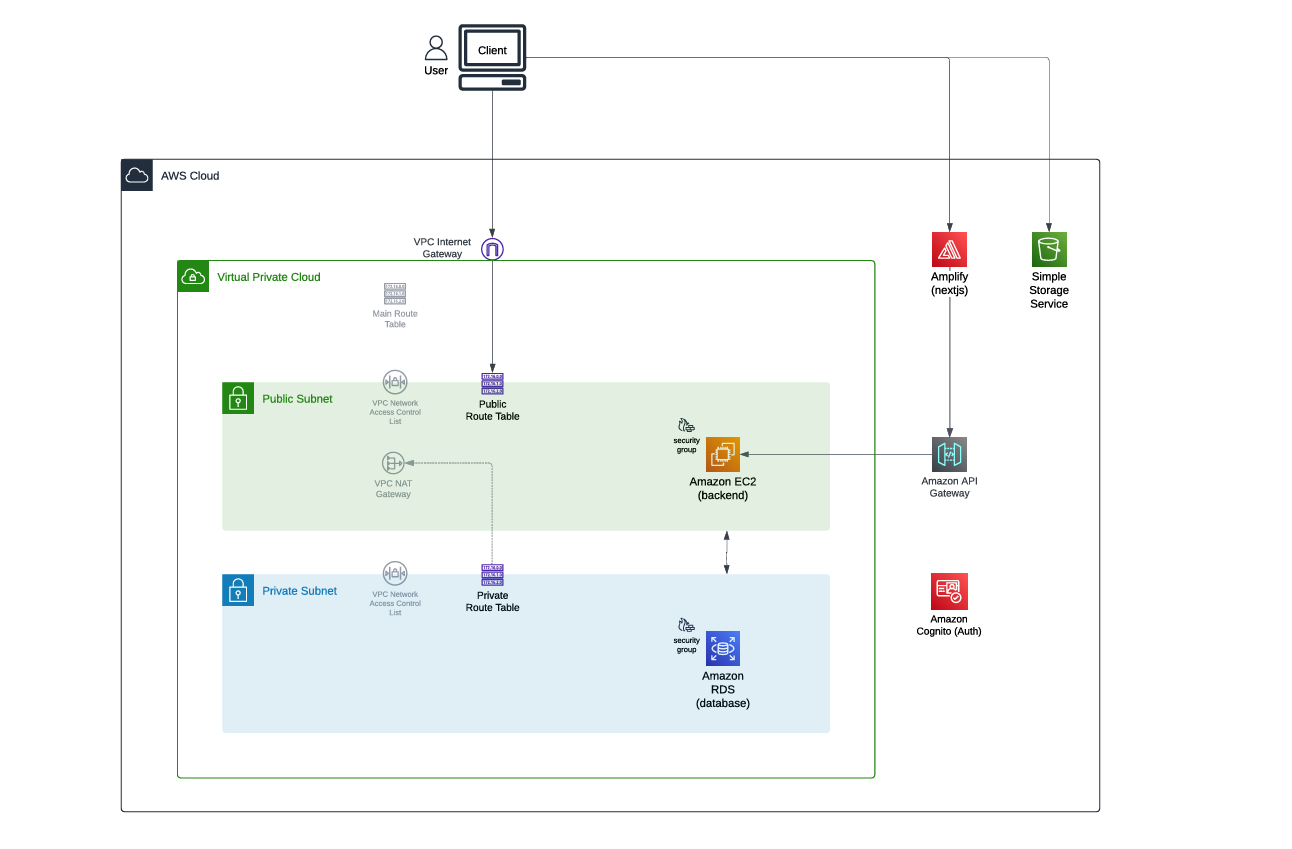 Client
User
AWS Cloud
VPC Internet
Gateway
Virtual Private Cloud
Main Route
Table
Amplify
(nextjs)
Simple
Storage
Service
Public Subnet
VPC Network
Access Control
List
Public
Route Table
security
group
VPC NAT
Gateway
Amazon EC2
(backend)
Amazon API
Gateway
Private Subnet
VPC Network
Access Control
List
Private
Route Table
security
group
Amazon
RDS
(database)
Amazon
Cognito (Auth)